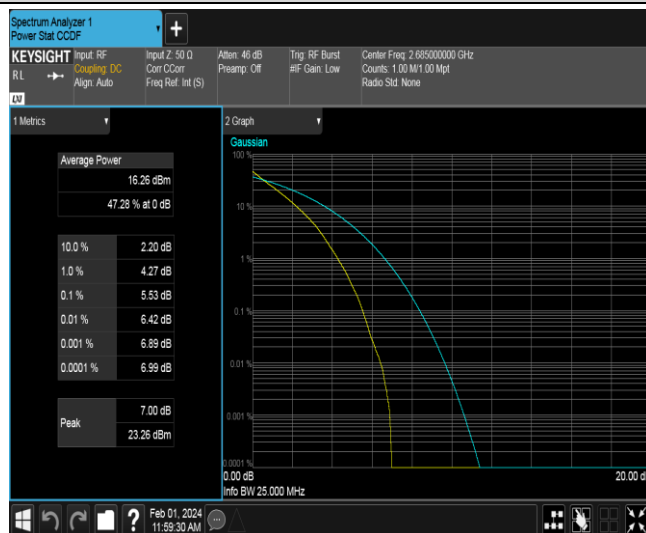 Spectrum Analyzer 1
Power Stat CCDF
+
KEYSIGHT
RL
LXI
Input: RF
Coupling: DC
Align: Auto
Input Z: 50 Ω
Corr CCorr
Freq Ref: Int (S)
Atten: 46 dB
Preamp: Off
Trig: RF Burst
#IF Gain: Low
Center Freq: 2.685000000 GHz
Counts: 1.00 M/1.00 Mpt
Radio Std: None
1 Metrics
Average Power
16.26 dBm
47.28 % at 0 dB
10.0 % 2.20 dB
1.0 % 4.27 dB
0.1 % 5.53 dB
0.01 % 6.42 dB
0.001 % 6.89 dB
0.0001 % 6.99 dB
Peak
7.00 dB
23.26 dBm
2 Graph
Gaussian
100 %
10 %
1 %
0.1 %
0.01 %
0.001 %
0.0001 %
0.00 dB 20.00 d
Info BW 25.000 MHz
?
Feb 01, 2024
11:59:30 AM